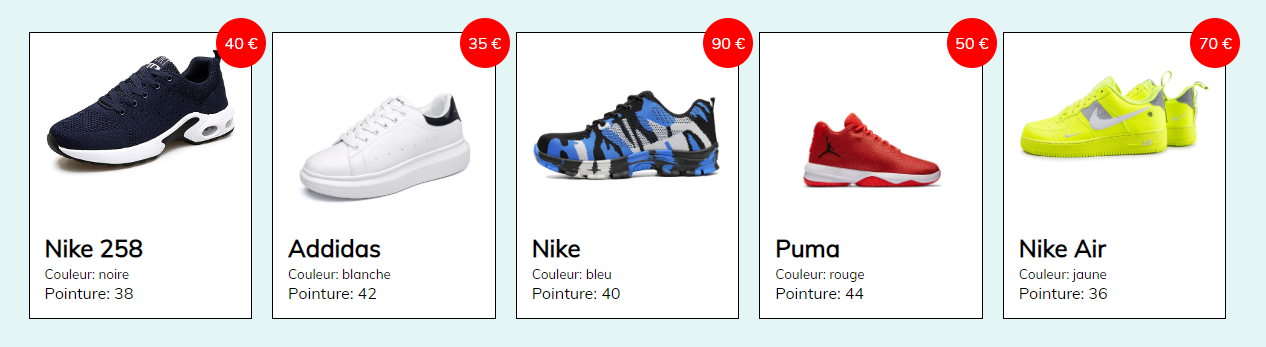 40 €
Nike 258
Couleur: noire
Pointure: 38
35 €
Addidas
Couleur: blanche
Pointure: 42
90 €
Nike
Couleur: bleu
Pointure: 40
50 €
Puma
Couleur: rouge
Pointure: 44
70 €
Nike Air
Couleur: jaune
Pointure: 36